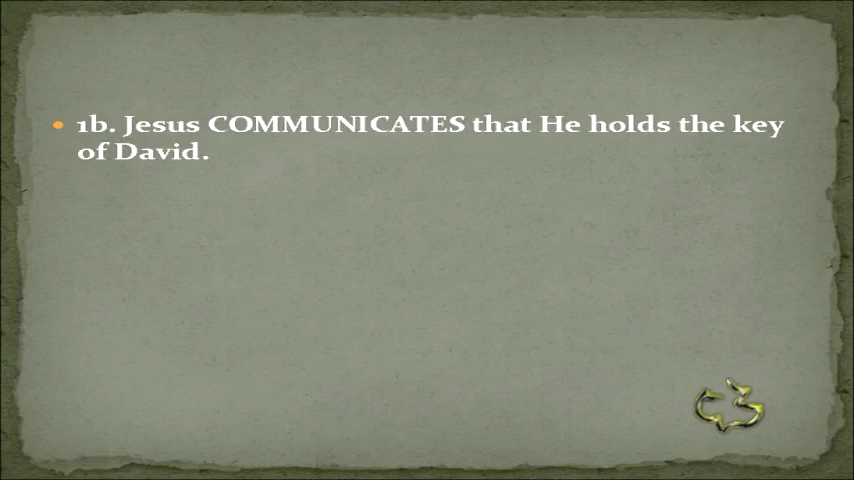 • 1b. Jesus COMMUNICATES that He holds the key
of David.